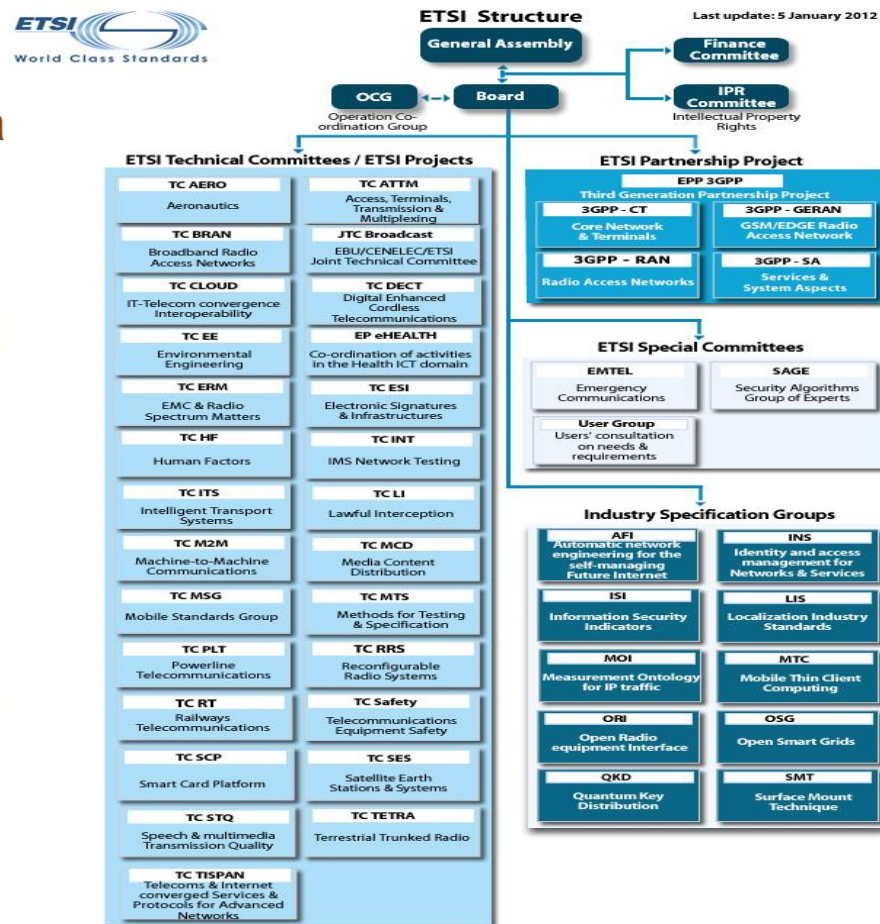 ETSI
World Class Standards
ETSI Structure
Last update: 5 January 2012
General Assembly
Finance
Committee
OCG
Board
IPR
Committee
Operation Co-
ordination Group
Intellectual Property
Rights
a
ETSI Technical Committees / ETSI Projects
TC AERO
Aeronautics
TC ATTM
Access, Terminals,
Transmission &
Multiplexing
TC BRAN
Broadband Radio
Access Networks
JTC Broadcast
EBU/CENELEC/ETSI
Joint Technical Committee
TC CLOUD
IT-Telecom convergence
Interoperability
TC DECT
Digital Enhanced
Cordless
Telecommunications
TC EE
Environmental
Engineering
EP eHEALTH
Co-ordination of activities
in the Health ICT domain
TC ERM
EMC & Radio
Spectrum Matters
TC ESI
Electronic Signatures
& Infrastructures
TC HF
Human Factors
TC INT
IMS Network Testing
TC ITS
Intelligent Transport
Systems
TC LI
Lawful Interception
TC M2M
Machine-to-Machine
Communications
TC MCD
Media Content
Distribution
TC MSG
Mobile Standards Group
TC MTS
Methods for Testing
& Specification
TC PLT
Powerline
Telecommunications
TC RRS
Reconfigurable
Radio Systems
TC RT
Railways
Telecommunications
TC Safety
Telecommunications
Equipment Safety
TC SCP
Smart Card Platform
TC SES
Satellite Earth
Stations & Systems
TC STQ
Speech & multimedia
Transmission Quality
TC TETRA
Terrestrial Trunked Radio
TC TISPAN
Telecoms & Internet
converged Services &
Protocols for Advanced
Networks
ETSI Partnership Project
EPP 3GPP
Third Generation Partnership Project
3GPP - CT
Core Network
& Terminals
3GPP - GERAN
GSM/EDGE Radio
Access Network
3GPP - RAN
Radio Access Networks
3GPP - SA
Services &
System Aspects
ETSI Special Committees
EMTEL
Emergency
Communications
SAGE
Security Algorithms
Group of Experts
User Group
Users' consultation
on needs &
requirements
Industry Specification Groups
AFI
Automatic network
engineering for the
self-managing
Future Internet
INS
Identity and access
management for
Networks & Services
ISI
Information Security
Indicators
LIS
Localization Industry
Standards
MOI
Measurement Ontology
for IP traffic
MTC
Mobile Thin Client
Computing
ORI
Open Radio
equipment Interface
OSG
Open Smart Grids
QKD
Quantum Key
Distribution
SMT
Surface Mount
Technique